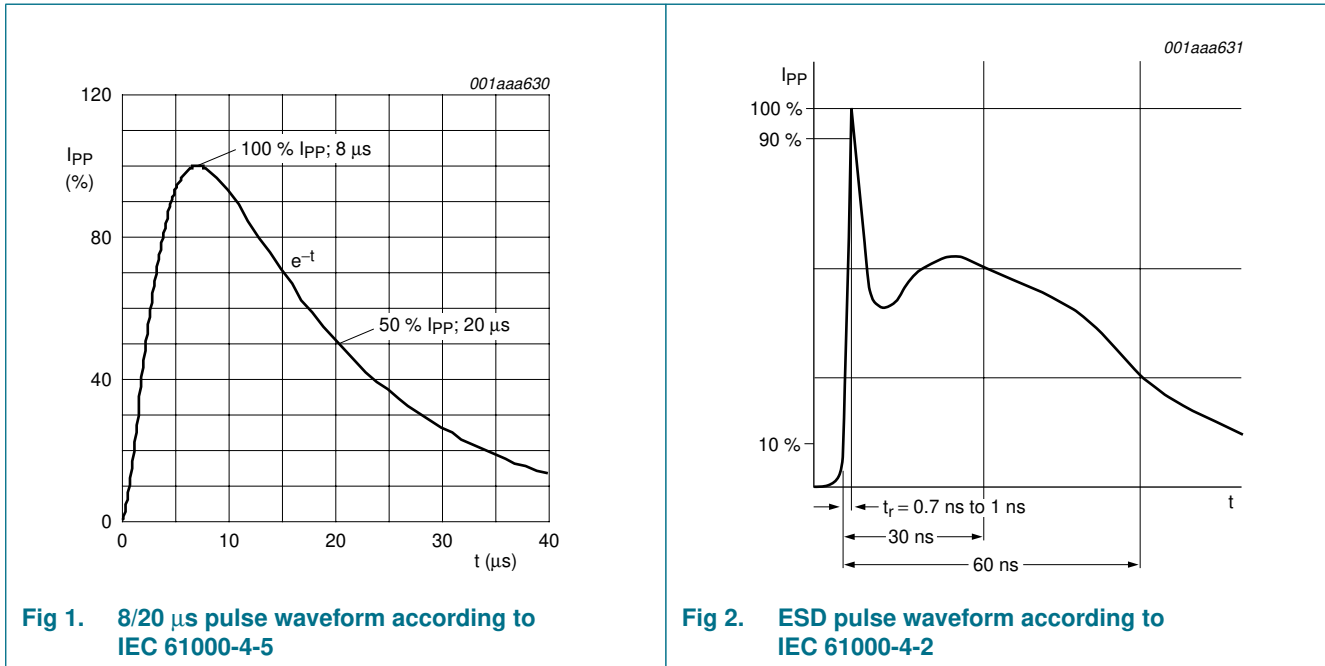 001aaa630
120
IPP
(%)
100 % IPP; 8 μs
80
e−t
50 % IPP; 20 μs
40
0
0 10 20 30 40
t (μs)
Fig 1. 8/20 μs pulse waveform according to
IEC 61000-4-5
001aaa631
IPP
100 %
90 %
10 %
t
tr = 0.7 ns to 1 ns
30 ns
60 ns
Fig 2. ESD pulse waveform according to
IEC 61000-4-2